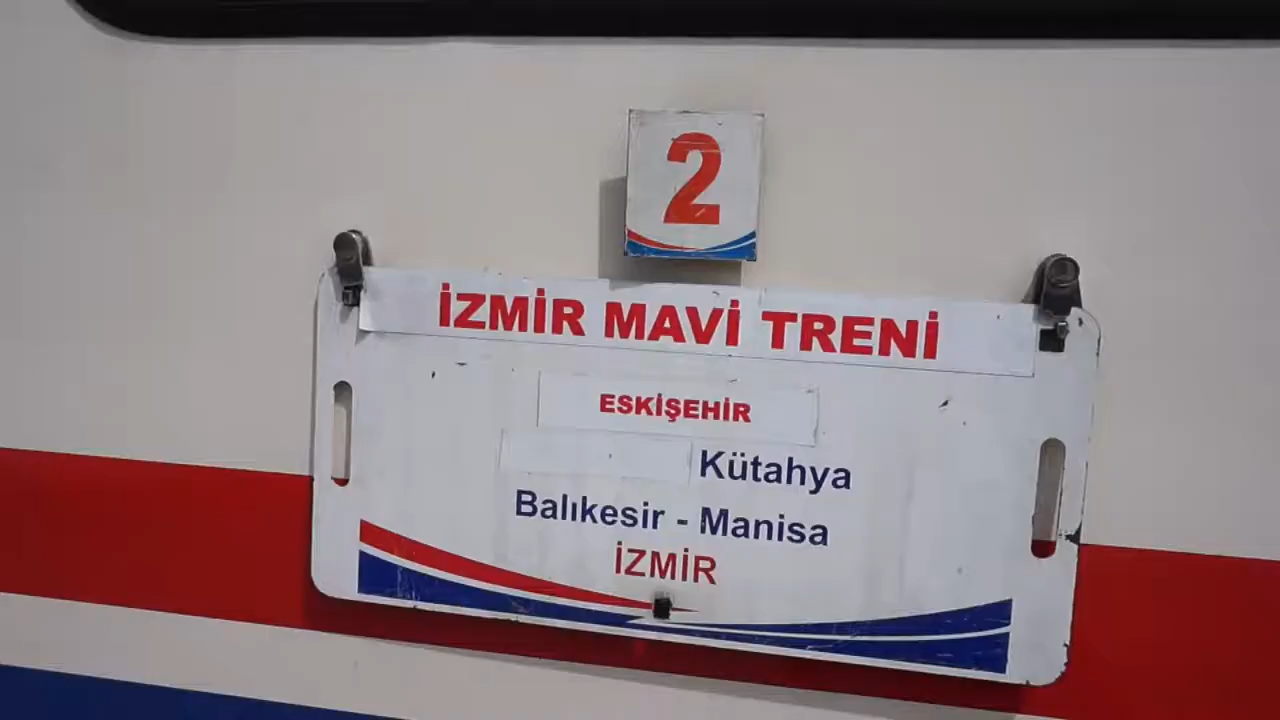 2
İZMİR MAVİ TRENİ
ESKİŞEHİR
Kütahya
Balıkesir - Manisa
İZMİR